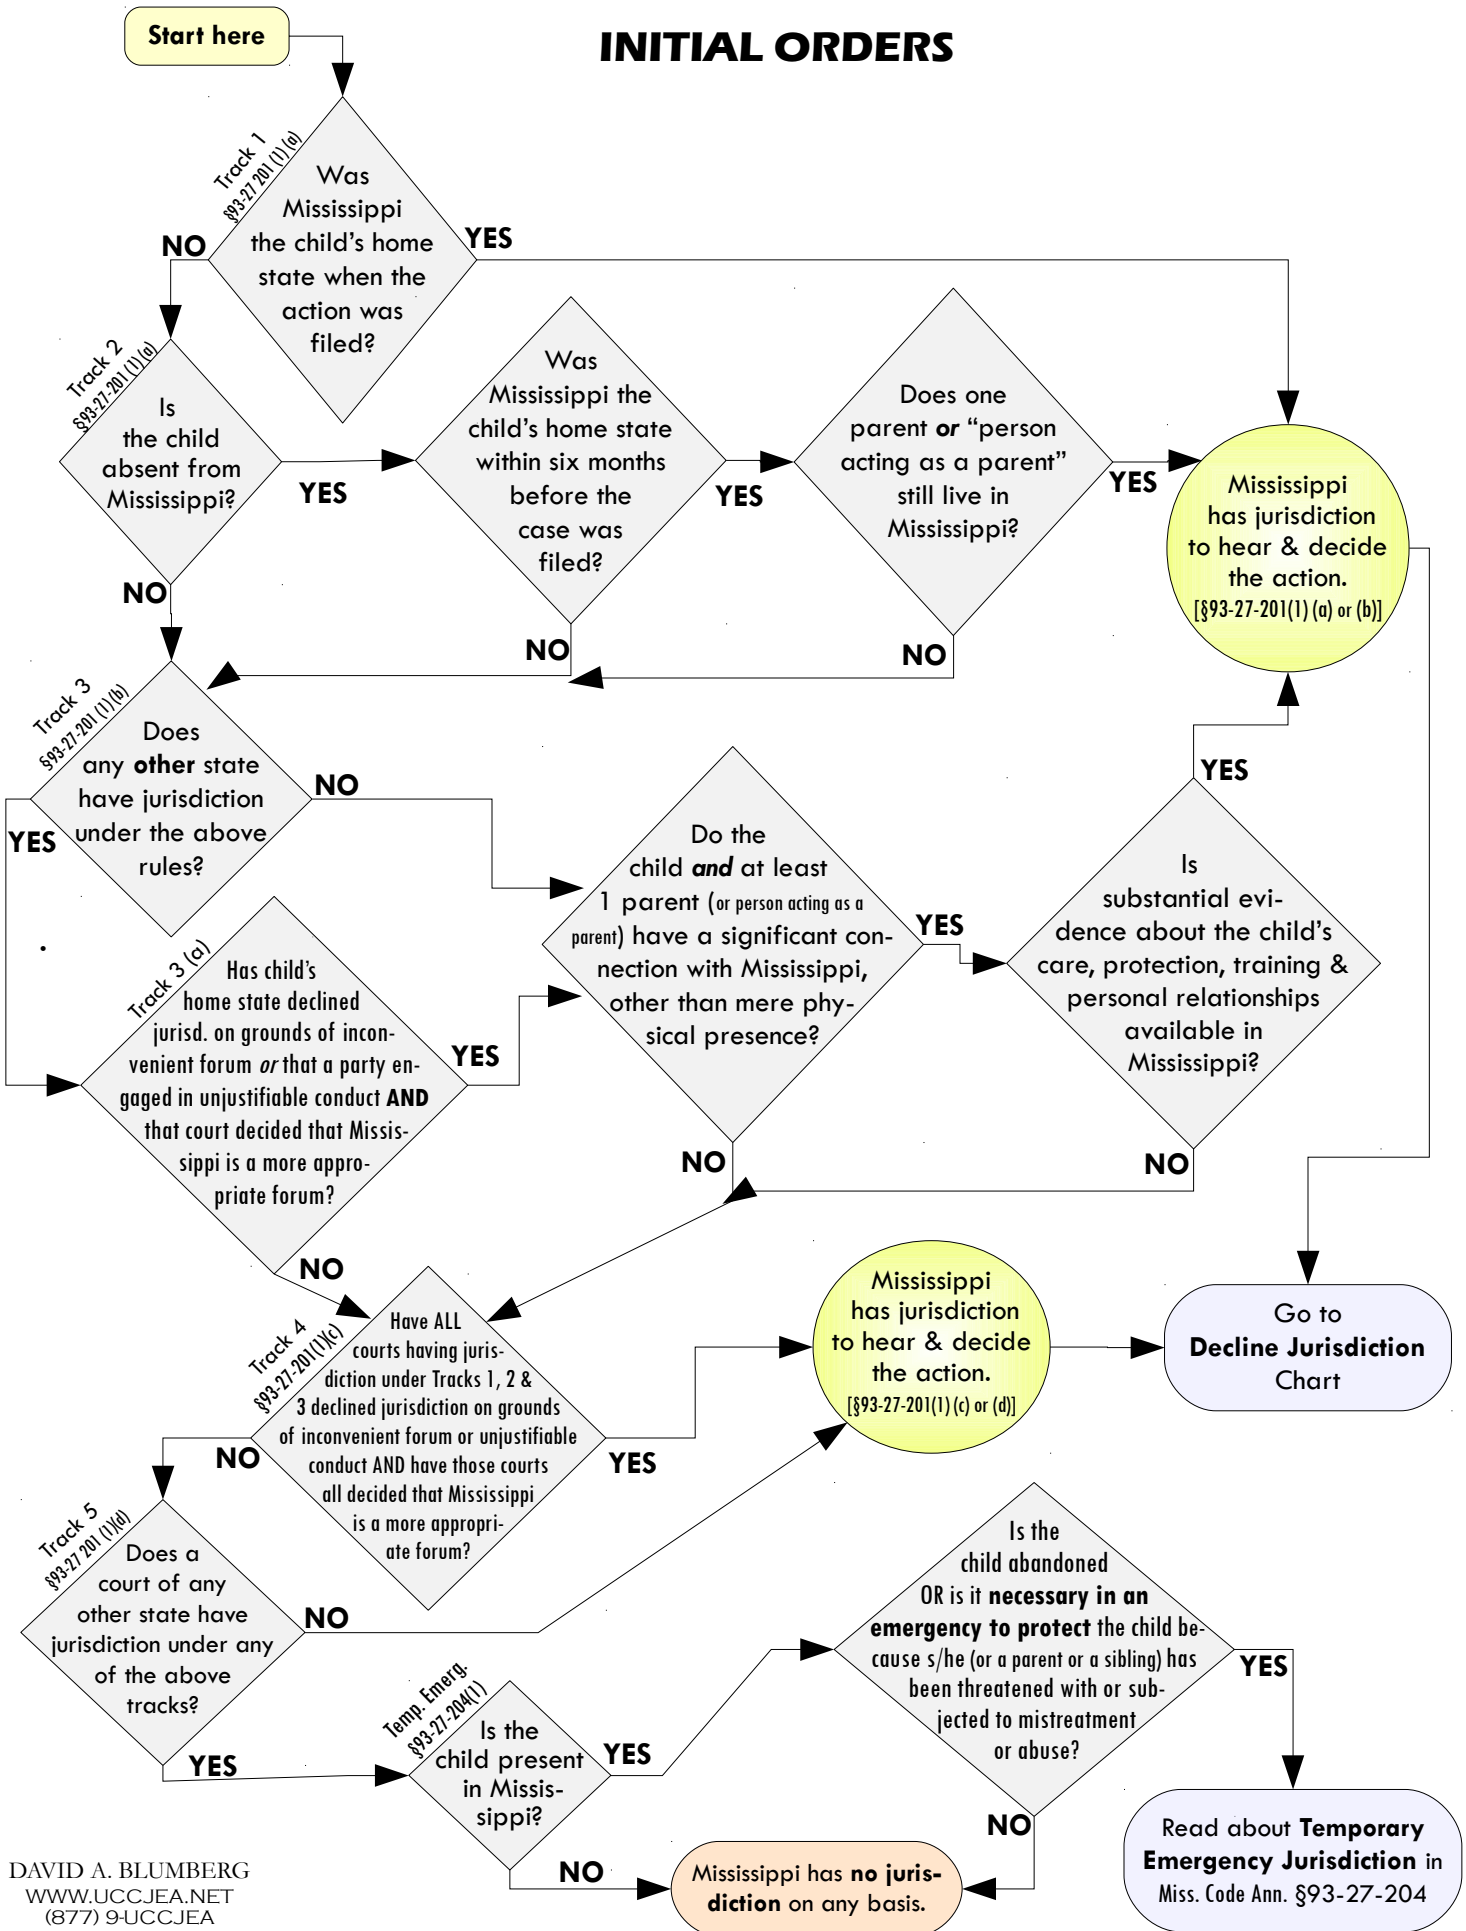 Start here
INITIAL ORDERS
Track 1
§93-27 201 (1) (a)
Was
Mississippi
the child’s home
state when the
action was
filed?
NO
YES
Track 2
§93-27-201 (1) (a)
Is
the child
absent from
Mississippi?
YES
NO
Was
Mississippi the
child’s home state
within six months
before the
case was
filed?
YES
NO
Does one
parent or “person
acting as a parent”
still live in
Mississippi?
YES
NO
Mississippi
has jurisdiction
to hear & decide
the action.
[§93-27-201(1) (a) or (b)]
Track 3
§93-27-201 (1) (b)
Does
any other state
have jurisdiction
under the above
rules?
NO
YES
Track 3 (a)
Has child’s
home state declined
jurisd. on grounds of incon-
venient forum or that a party en-
gaged in unjustifiable conduct AND
that court decided that Missis-
sippi is a more appro-
priate forum?
YES
NO
Do the
child and at least
1 parent (or person acting as a
parent) have a significant con-
nection with Mississippi,
other than mere phy-
sical presence?
YES
NO
Is
substantial evi-
dence about the child’s
care, protection, training &
personal relationships
available in
Mississippi?
YES
NO
Track 4
§93-27-201(1)(c)
Have ALL
courts having juris-
diction under Tracks 1, 2 &
3 declined jurisdiction on grounds
of inconvenient forum or unjustifiable
conduct AND have those courts
all decided that Mississippi
is a more appropri-
ate forum?
NO
YES
Mississippi
has jurisdiction
to hear & decide
the action.
[§93-27-201(1) (c) or (d)]
Go to
Decline Jurisdiction
Chart
Track 5
§93-27 201 (1)(d)
Does a
court of any
other state have
jurisdiction under any
of the above
tracks?
NO
YES
Temp. Emerg.
§93-27-204(1)
Is the
child present
in Missis-
sippi?
YES
NO
Is the
child abandoned
OR is it necessary in an
emergency to protect the child be-
cause s/he (or a parent or a sibling) has
been threatened with or sub-
jected to mistreatment
or abuse?
YES
NO
Mississippi has no juris-
diction on any basis.
Read about Temporary
Emergency Jurisdiction in
Miss. Code Ann. §93-27-204
DAVID A. BLUMBERG
WWW.UCCJEA.NET
(877) 9-UCCJEA